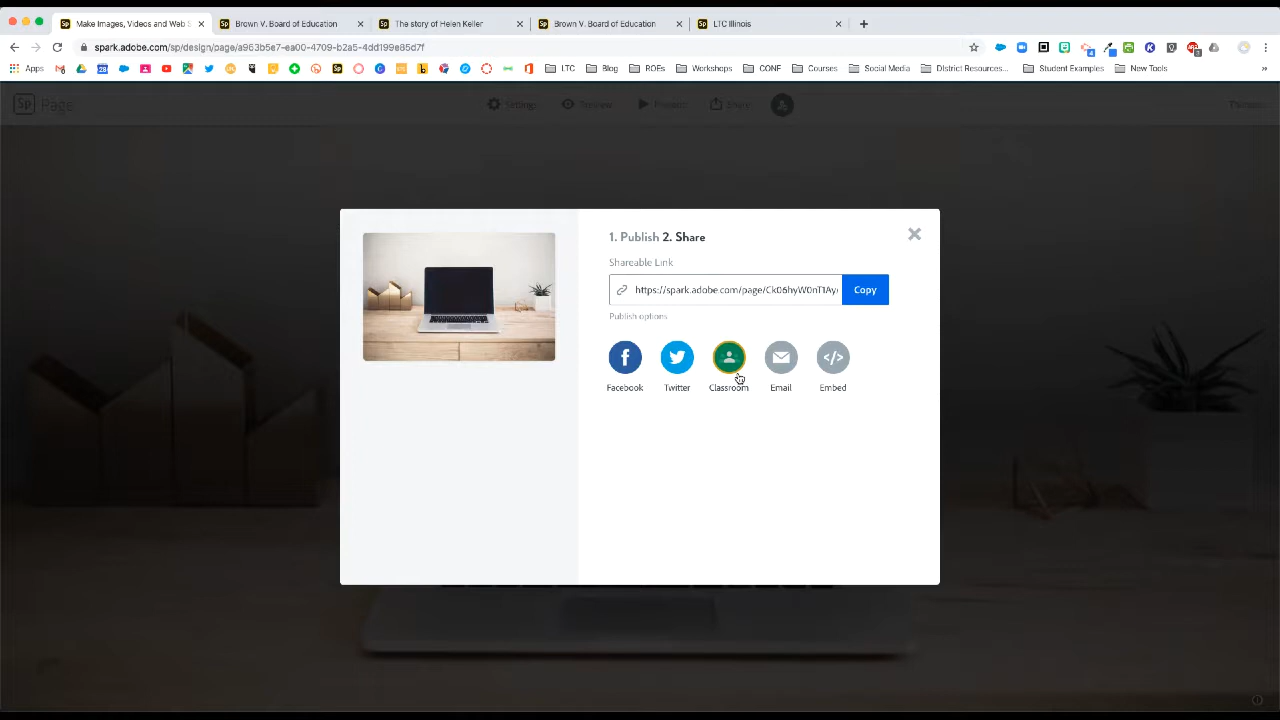 Make Images, Videos and Web S
Brown V. Board of Education
The story of Helen Keller
Brown V. Board of Education
LTC Illinois
spark.adobe.com/sp/design/page/a963b5e7-ea00-4709-b2a5-4dd199e85d7f
Apps
LTC
Blog
ROEs
Workshops
CONF
Courses
Social Media
District Resources...
Student Examples
New Tools
Sp Page
Settings
Preview
Present
Share
1. Publish 2. Share
Shareable Link
https://spark.adobe.com/page/Ck06hyW0nT1Ay
Copy
Publish options
Facebook
Twitter
Classroom
Email
Embed